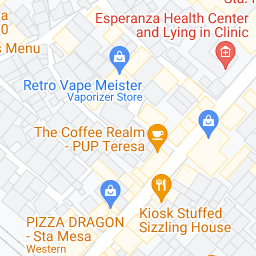 Esperanza Health Center
and Lying in Clinic
s Menu
Retro Vape Meister
Vaporizer Store
The Coffee Realm
- PUP Teresa
PIZZA DRAGON
- Sta Mesa
Western
Kiosk Stuffed
Sizzling House